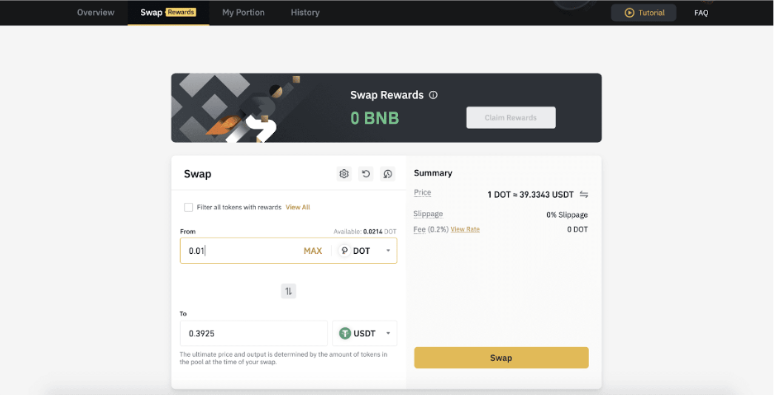 Overview Swap Rewards My Portion History Tutorial FAQ
Swap Rewards
0 BNB
Claim Rewards
Swap
Filter all tokens with rewards View All
From Available: 0.0214 DOT
0.01 MAX DOT
To
0.3925 USDT
The ultimate price and output is determined by the amount of tokens in
the pool at the time of your swap.
Summary
Price 1 DOT ≈ 39.3343 USDT
Slippage 0% Slippage
Fee (0.2%) View Rate 0 DOT
Swap